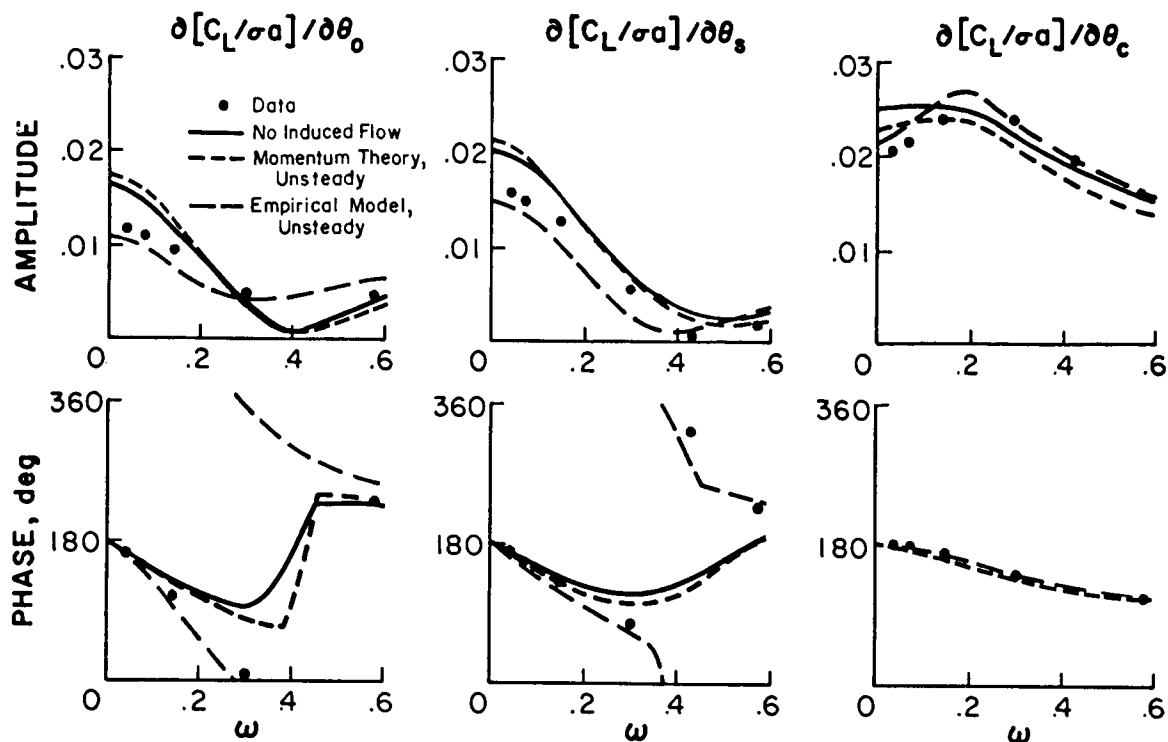 ∂[C_L/σa]/∂θ_o
∂[C_L/σa]/∂θ_s
∂[C_L/σa]/∂θ_c
AMPLITUDE
.03
.02
.01
0
.2
.4
.6
Data
No Induced Flow
Momentum Theory,
Unsteady
Empirical Model,
Unsteady
.03
.02
.01
0
.2
.4
.6
.03
.02
.01
0
.2
.4
.6
PHASE, deg
360
180
0
.2
.4
.6
ω
360
180
0
.2
.4
.6
ω
360
180
0
.2
.4
.6
ω